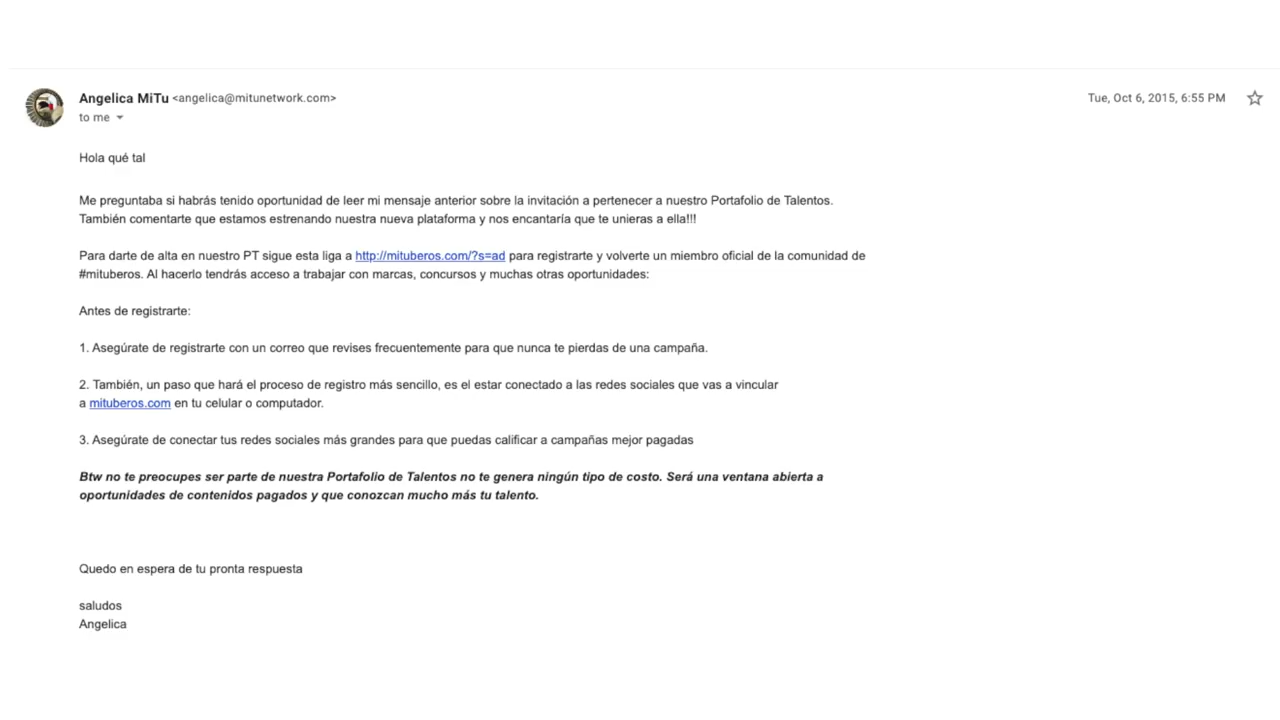 Angelica MiTu <angelica@mitunetwork.com>
Tue, Oct 6, 2015, 6:55 PM
to me
Hola qué tal
Me preguntaba si habrás tenido oportunidad de leer mi mensaje anterior sobre la invitación a pertenecer a nuestro Portafolio de Talentos.
También comentarte que estamos estrenando nuestra nueva plataforma y nos encantaría que te unieras a ella!!!
Para darte de alta en nuestro PT sigue esta liga a http://mituberos.com/?s=ad para registrarte y volverte un miembro oficial de la comunidad de
#mituberos. Al hacerlo tendrás acceso a trabajar con marcas, concursos y muchas otras oportunidades:
Antes de registrarte:
1. Asegúrate de registrarte con un correo que revises frecuentemente para que nunca te pierdas de una campaña.
2. También, un paso que hará el proceso de registro más sencillo, es el estar conectado a las redes sociales que vas a vincular
a mituberos.com en tu celular o computador.
3. Asegúrate de conectar tus redes sociales más grandes para que puedas calificar a campañas mejor pagadas
Btw no te preocupes ser parte de nuestra Portafolio de Talentos no te genera ningún tipo de costo. Será una ventana abierta a
oportunidades de contenidos pagados y que conozcan mucho más tu talento.
Quedo en espera de tu pronta respuesta
saludos
Angelica